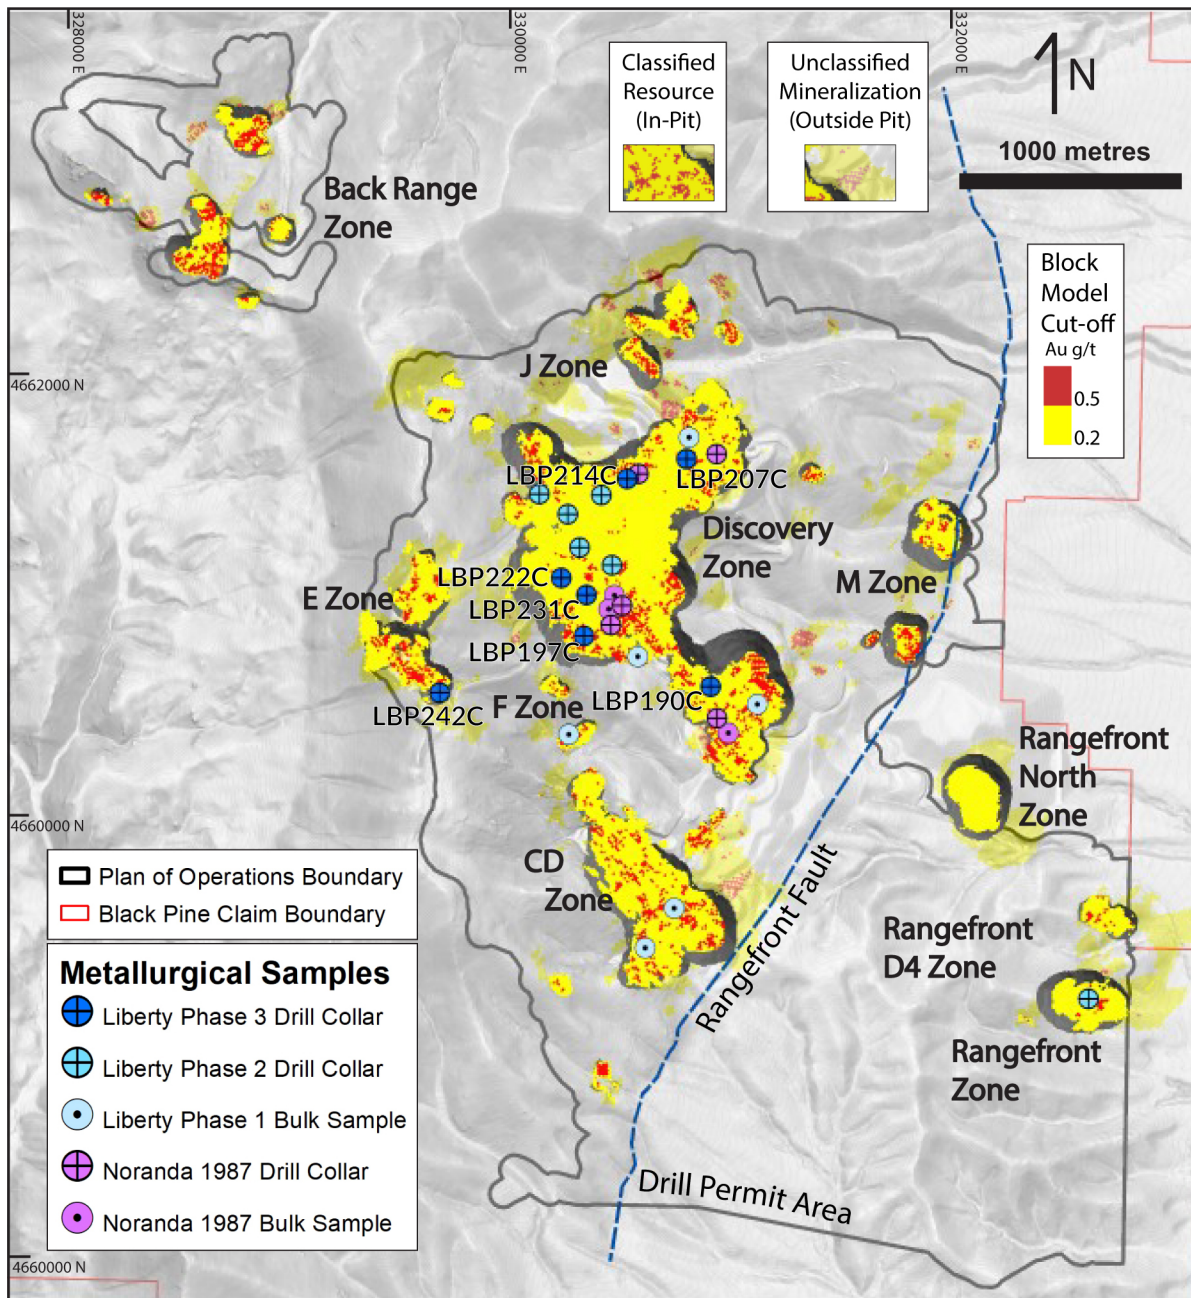 328000 E
330000 E
332000 E
Classified
Resource
(In-Pit)
Unclassified
Mineralization
(Outside Pit)
N
1000 metres
Back Range
Zone
Block
Model
Cut-off
Au g/t
0.5
0.2
J Zone
4662000 N
LBP214C
LBP207C
Discovery
Zone
LBP222C
M Zone
E Zone
LBP231C
LBP197C
LBP242C
F Zone
LBP190C
Rangefront
North
Zone
4660000 N
CD
Zone
Rangefront Fault
Rangefront
D4 Zone
Rangefront
Zone
Plan of Operations Boundary
Black Pine Claim Boundary
Metallurgical Samples
Liberty Phase 3 Drill Collar
Liberty Phase 2 Drill Collar
Liberty Phase 1 Bulk Sample
Noranda 1987 Drill Collar
Noranda 1987 Bulk Sample
Drill Permit Area
4660000 N